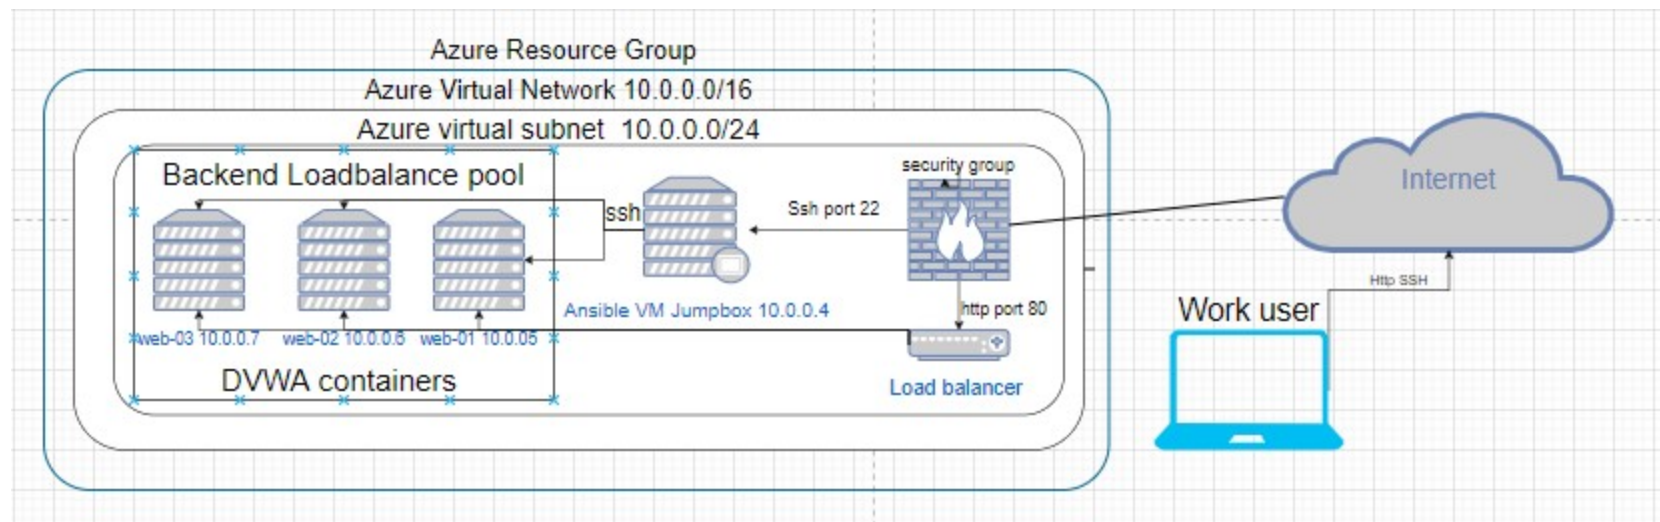 Azure Resource Group
Azure Virtual Network 10.0.0.0/16
Azure virtual subnet 10.0.0.0/24
Backend Loadbalance pool
security group
Internet
ssh
Ssh port 22
Http SSH
Ansible VM Jumpbox 10.0.0.4
http port 80
Work user
web-03 10.0.0.7
web-02 10.0.0.6
web-01 10.0.05
DVWA containers
Load balancer